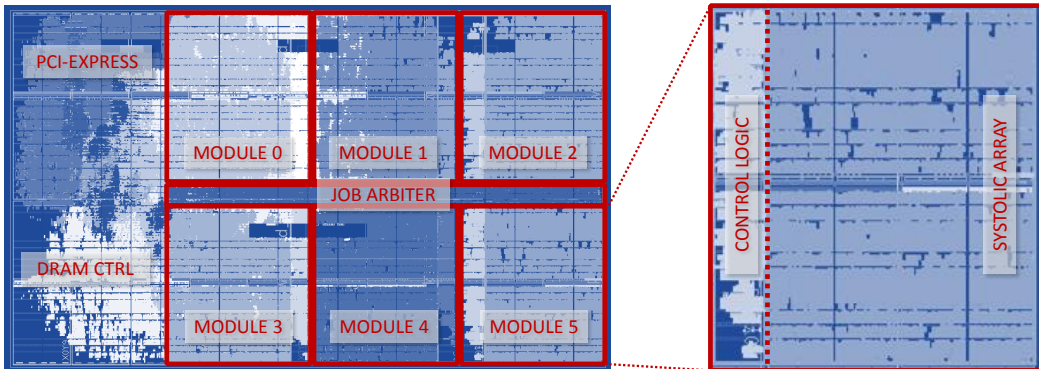 PCI-EXPRESS
MODULE 0
MODULE 1
MODULE 2
JOB ARBITER
DRAM CTRL
MODULE 3
MODULE 4
MODULE 5
CONTROL LOGIC
SYSTOLIC ARRAY